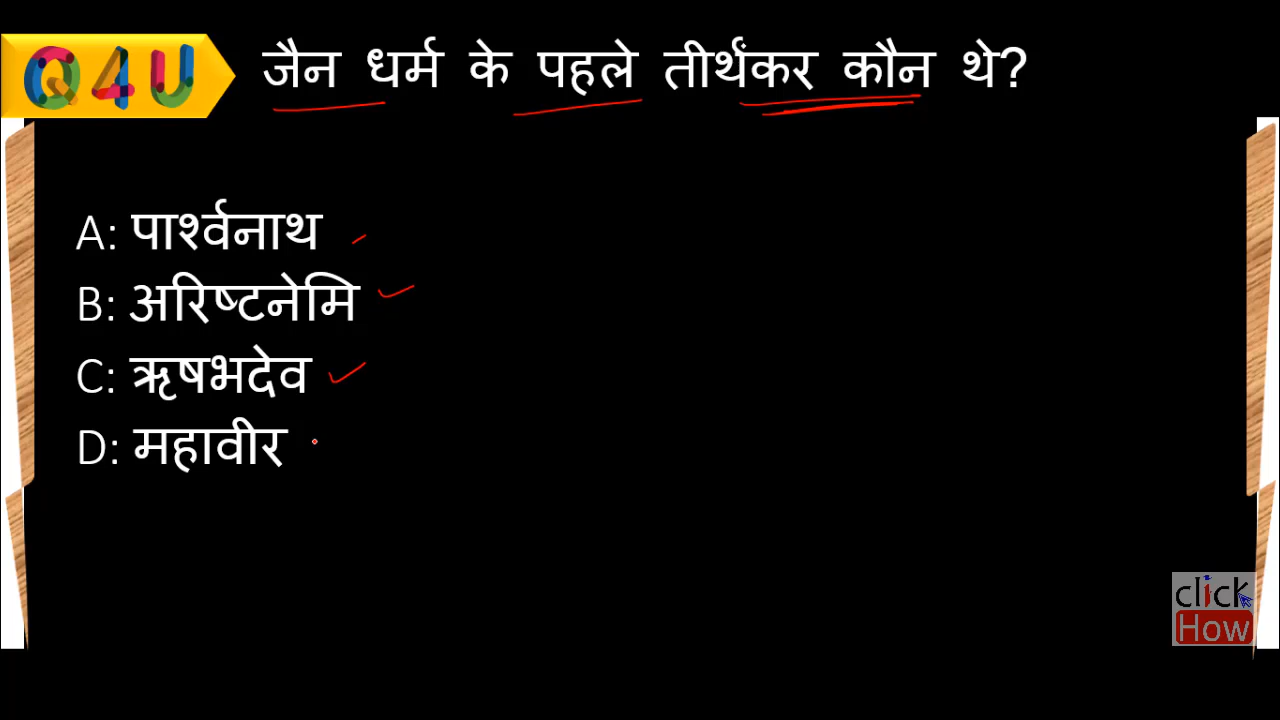 Q4U
जैन धर्म के पहले तीर्थंकर कौन थे?
A: पार्श्वनाथ
B: अरिष्टनेमि
C: ऋषभदेव
D: महावीर
click
How